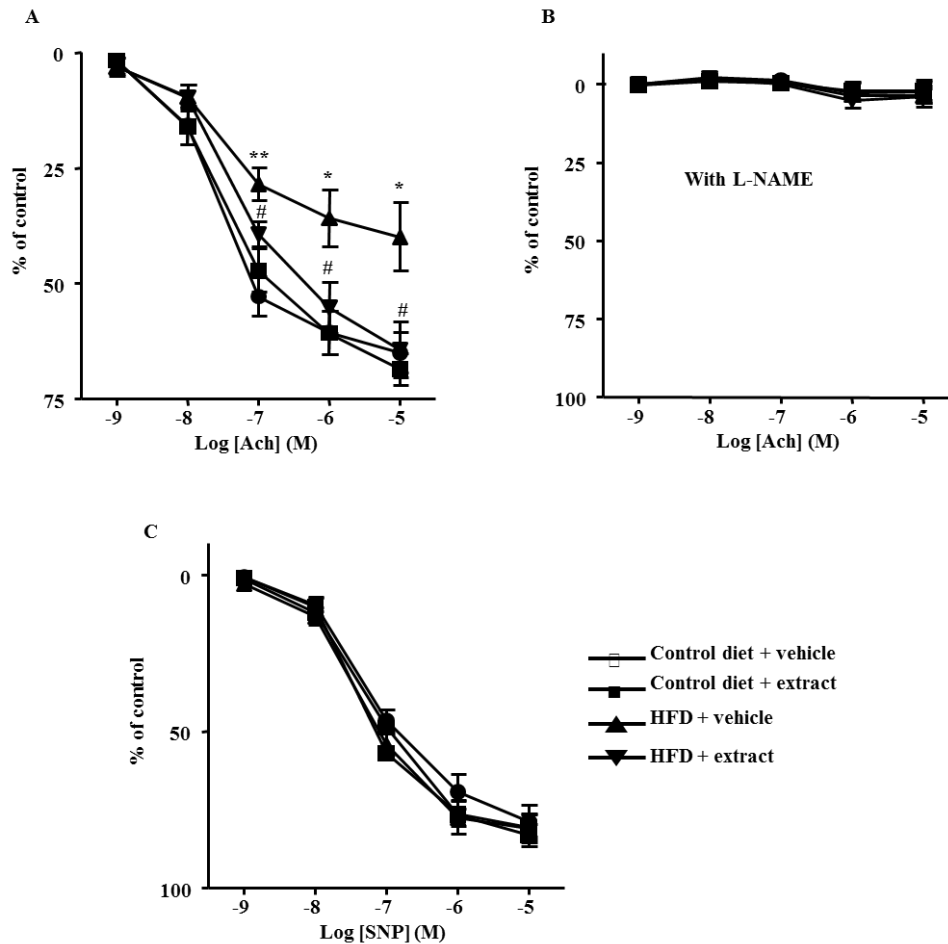 A
% of control
0
25
50
75
**
*
*
#
#
#
-9 -8 -7 -6 -5
Log [Ach] (M)
B
% of control
0
25
50
75
100
With L-NAME
-9 -8 -7 -6 -5
Log [Ach] (M)
C
% of control
0
50
100
-9 -8 -7 -6 -5
Log [SNP] (M)
Control diet + vehicle
Control diet + extract
HFD + vehicle
HFD + extract